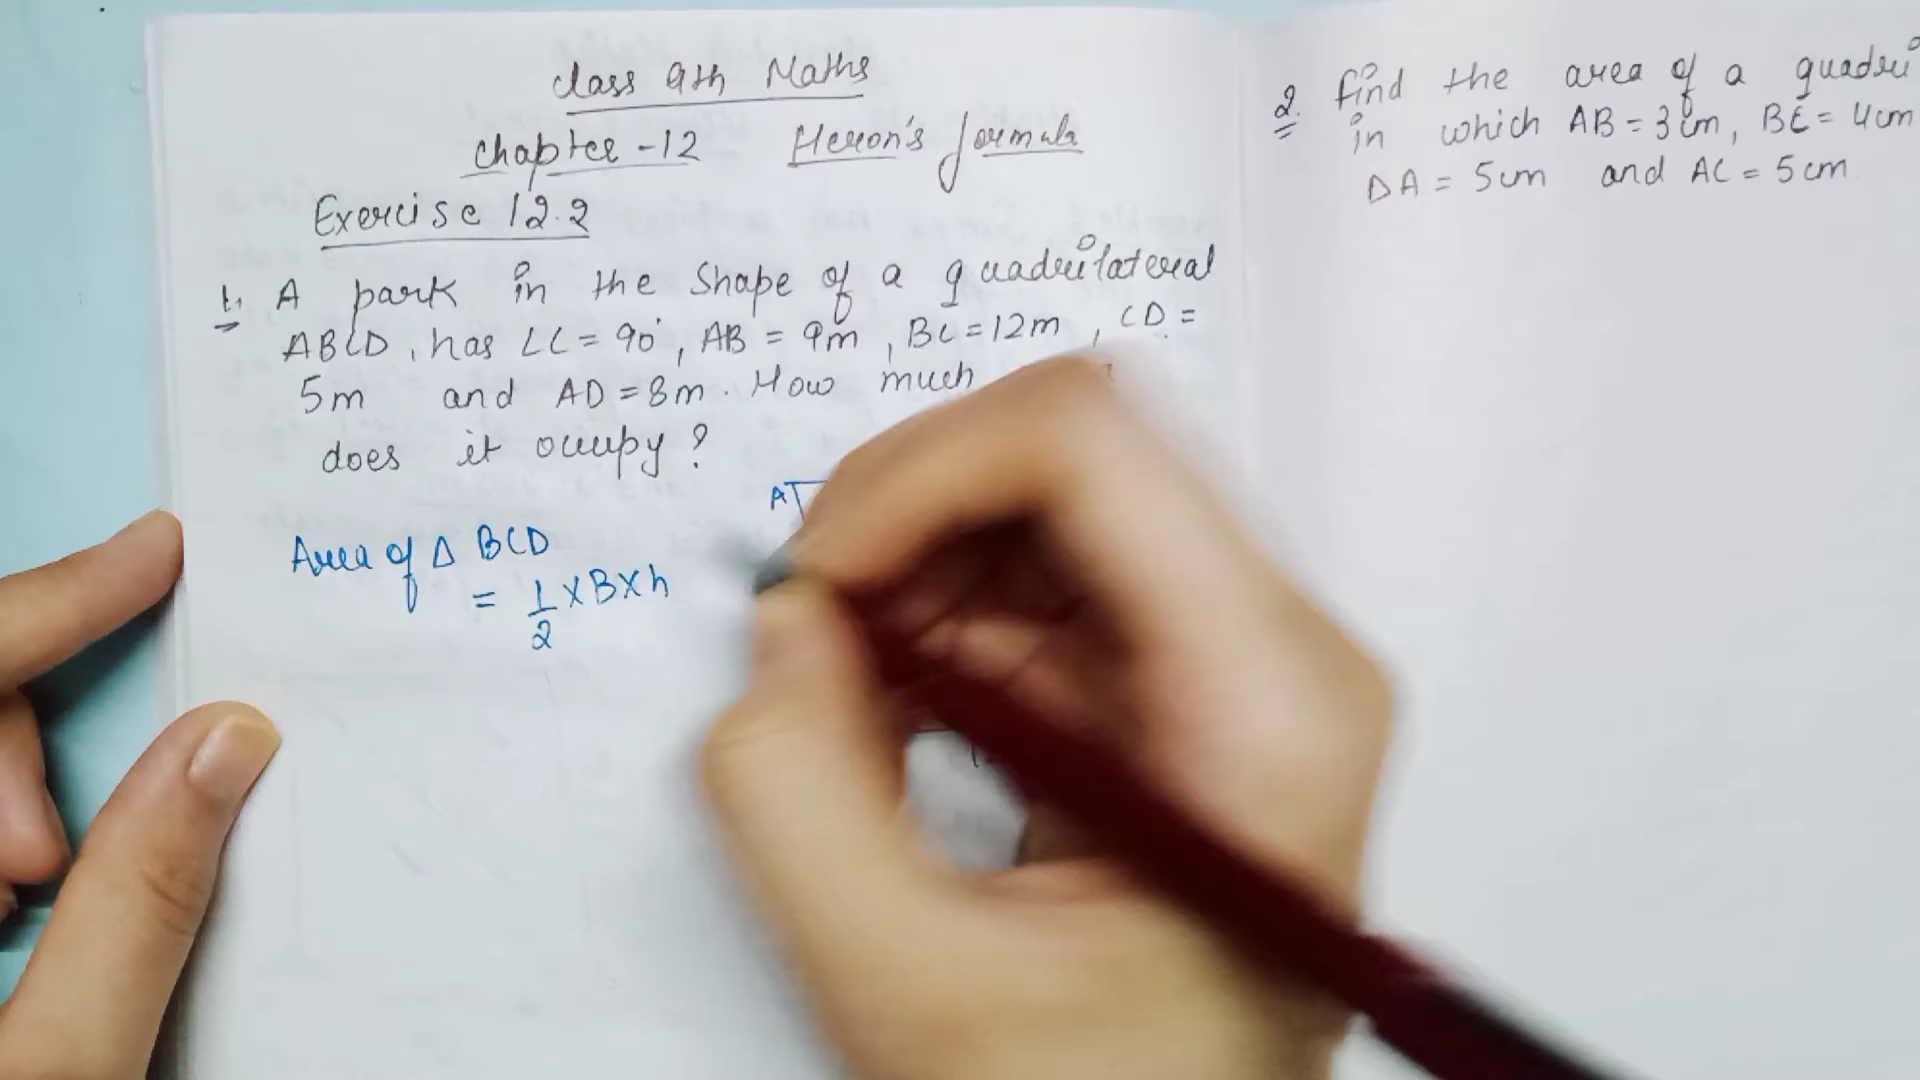 Class 9th Maths
Chapter-12 Heron's formula
Exercise 12.2
1. A park in the Shape of a quadrilateral
ABCD, has ∠C = 90°, AB = 9m, BC = 12m, CD =
5m and AD = 8m. How much
does it occupy?
A
Area of Δ BCD
= 1/2 × B × h
2. find the area of a
in which AB = 3cm, BC = 4cm
DA = 5cm and AC = 5cm